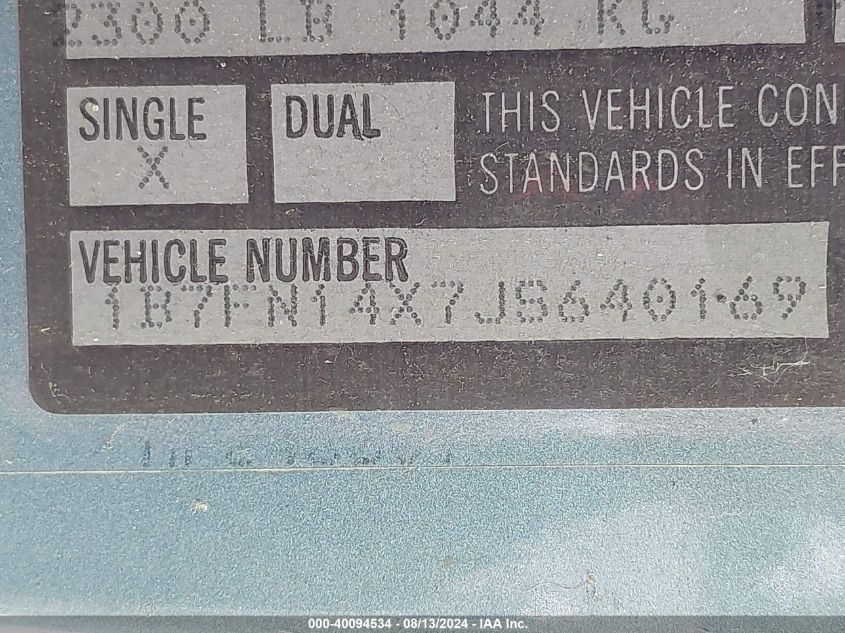 2300 LB 1044 KG
SINGLE DUAL THIS VEHICLE CON
X STANDARDS IN EFF
VEHICLE NUMBER
1B7FN14X7JS640169
000-40094534 - 08/13/2024 - IAA Inc.